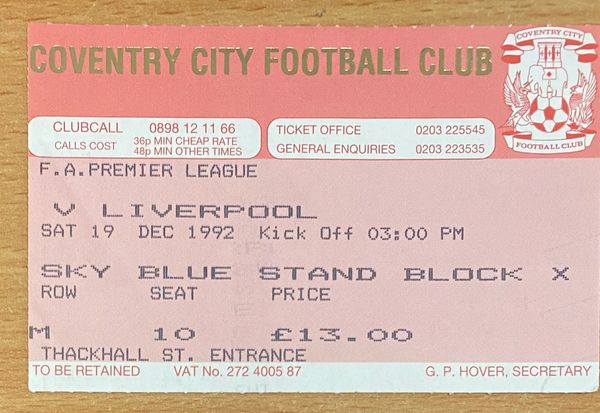 COVENTRY CITY FOOTBALL CLUB
COVENTRY CITY
FOOTBALL CLUB
CLUBCALL 0898 12 11 66
CALLS COST 36p MIN CHEAP RATE
48p MIN OTHER TIMES
TICKET OFFICE 0203 225545
GENERAL ENQUIRIES 0203 223535
F.A.PREMIER LEAGUE
V LIVERPOOL
SAT 19 DEC 1992 Kick Off 03:00 PM
SKY BLUE STAND BLOCK X
ROW SEAT PRICE
M 10 £13.00
THACKHALL ST. ENTRANCE
TO BE RETAINED VAT No. 272 4005 87 G. P. HOVER, SECRETARY